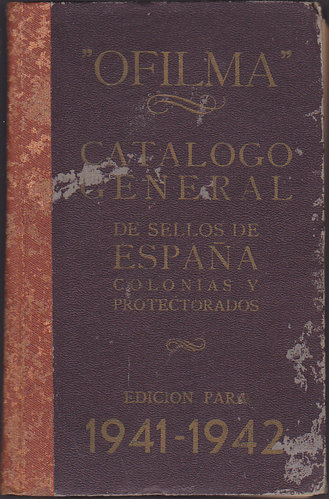 "OFILMA"
CATALOGO
GENERAL
DE SELLOS DE
ESPAÑA
COLONIAS Y
PROTECTORADOS
EDICION PARA
1941-1942